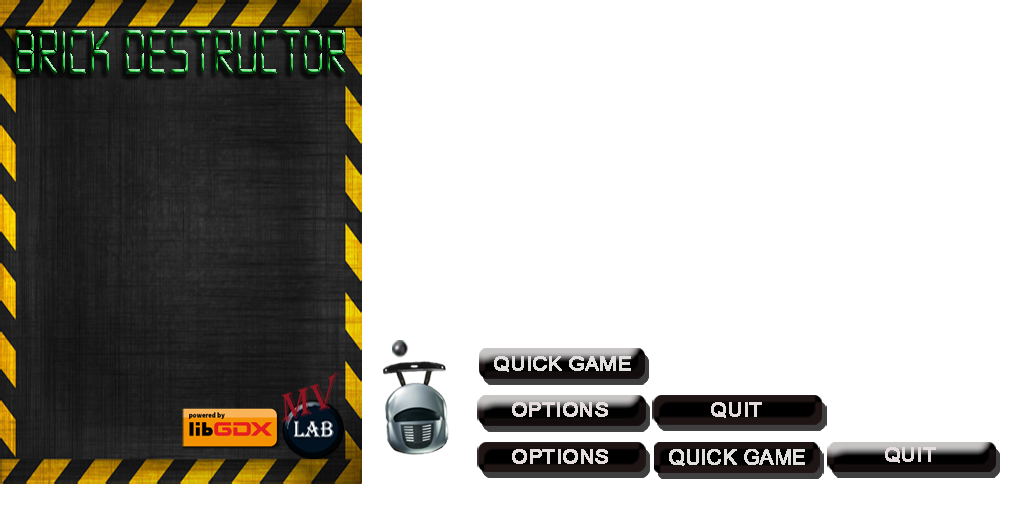 BRICK DESTRUCTOR
QUICK GAME
OPTIONS
QUIT
powered by
libGDX
MV
LAB
OPTIONS
QUICK GAME
QUIT